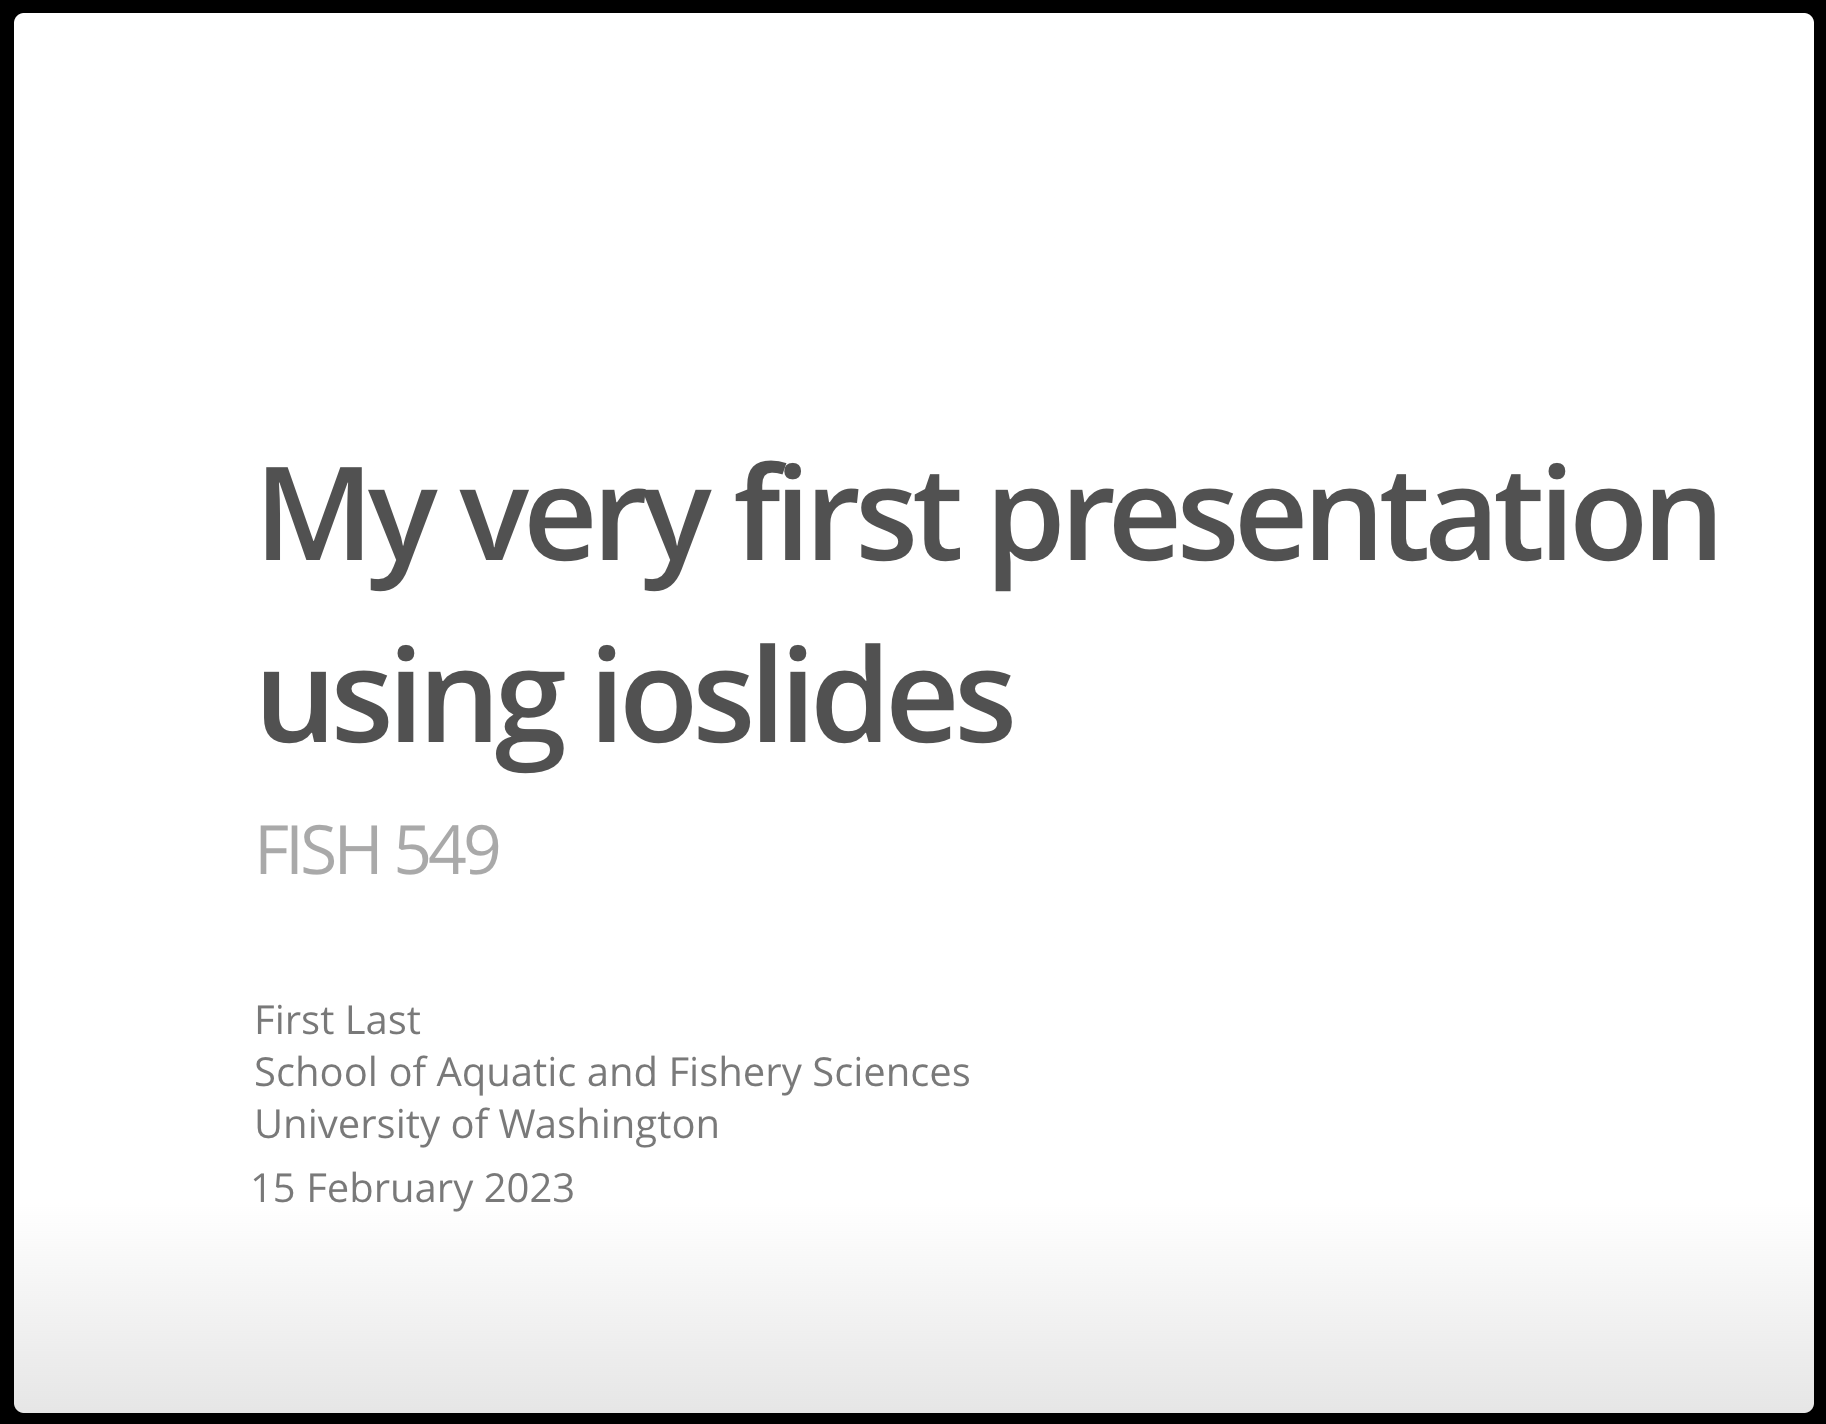 My very first presentation
using ioslides
FISH 549
First Last
School of Aquatic and Fishery Sciences
University of Washington
15 February 2023